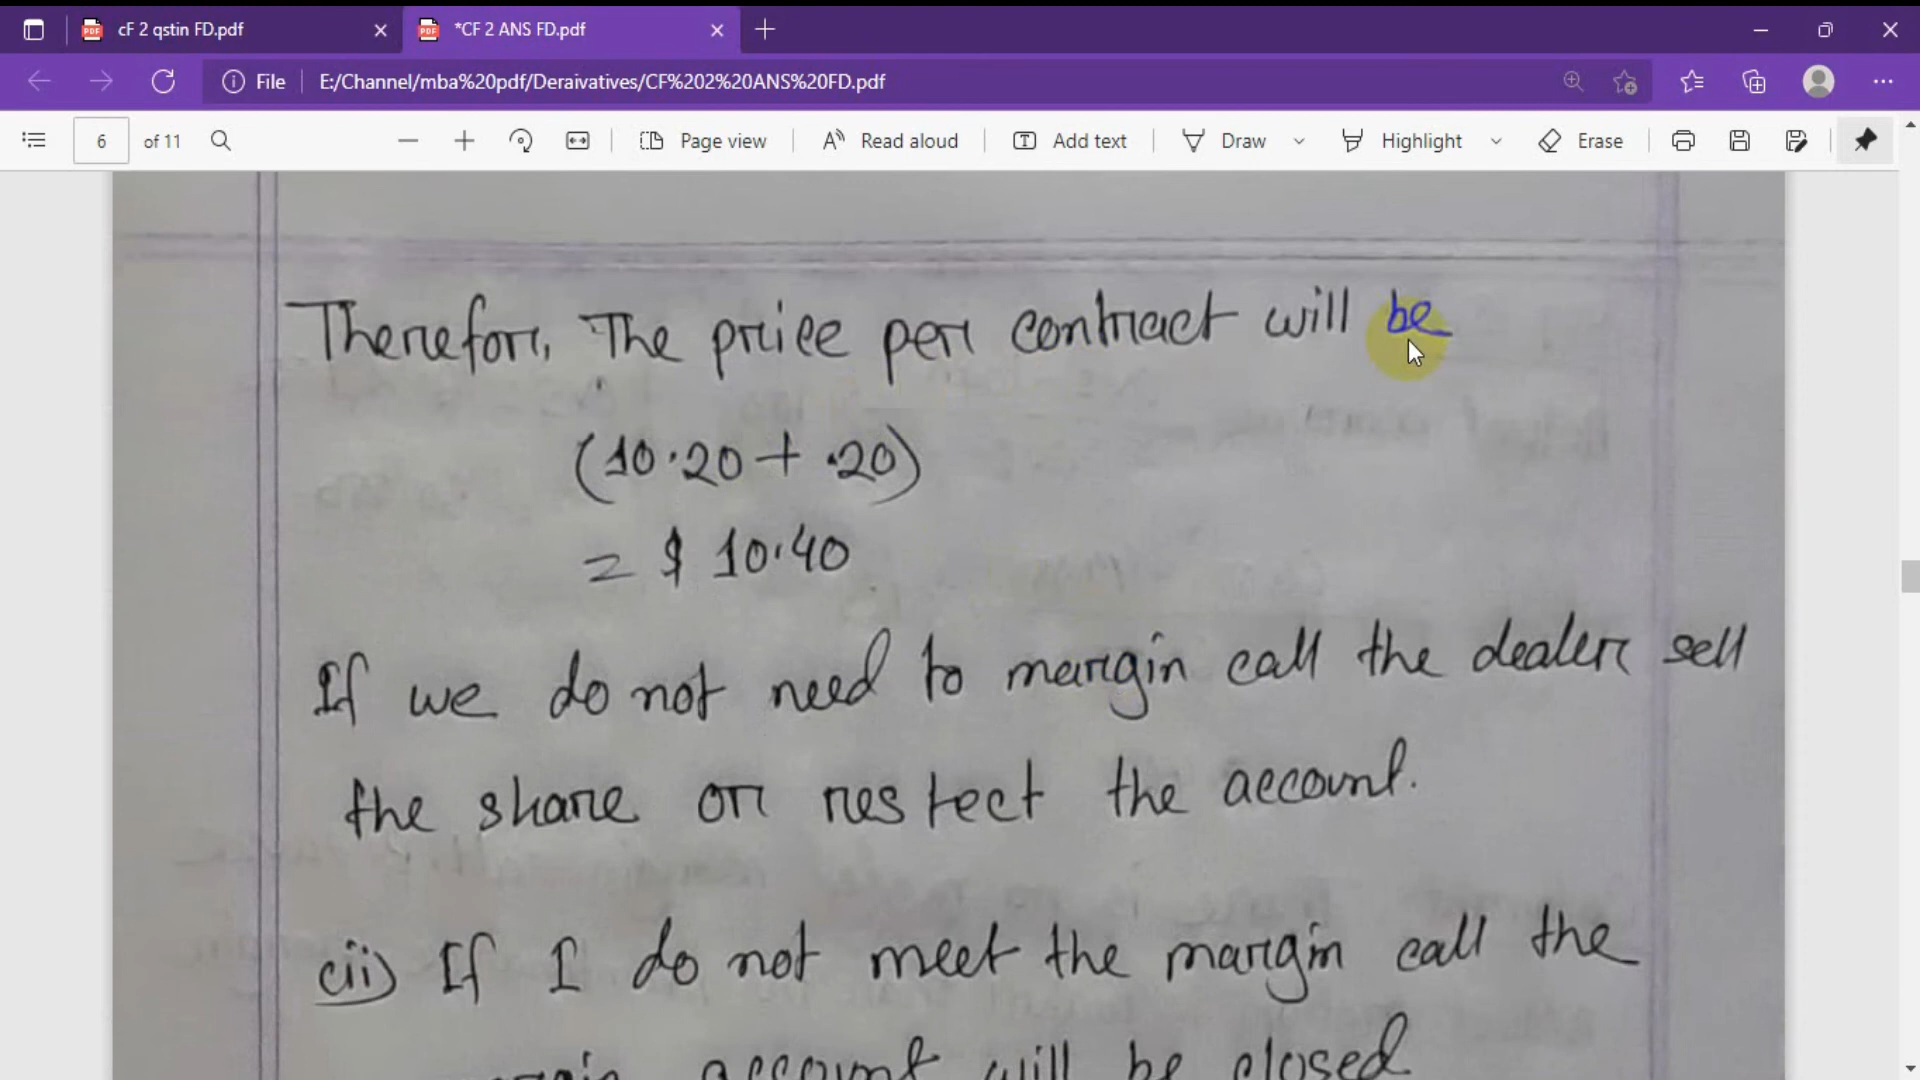 cF 2 qstin FD.pdf
*CF 2 ANS FD.pdf
File E:/Channel/mba%20pdf/Deraivatives/CF%202%20ANS%20FD.pdf
6 of 11 Page view Read aloud Add text Draw Highlight Erase
Therefor, The price per contract will be
(10.20 + .20)
= $ 10.40
If we do not need to margin call the dealer sell
the share or restect the account.
(ii) If I do not meet the margin call the
account will be closed